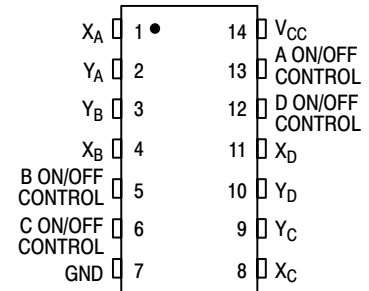 XA 1 14 VCC
YA 2 13 A ON/OFF CONTROL
YB 3 12 D ON/OFF CONTROL
XB 4 11 XD
B ON/OFF CONTROL 5 10 YD
C ON/OFF CONTROL 6 9 YC
GND 7 8 XC